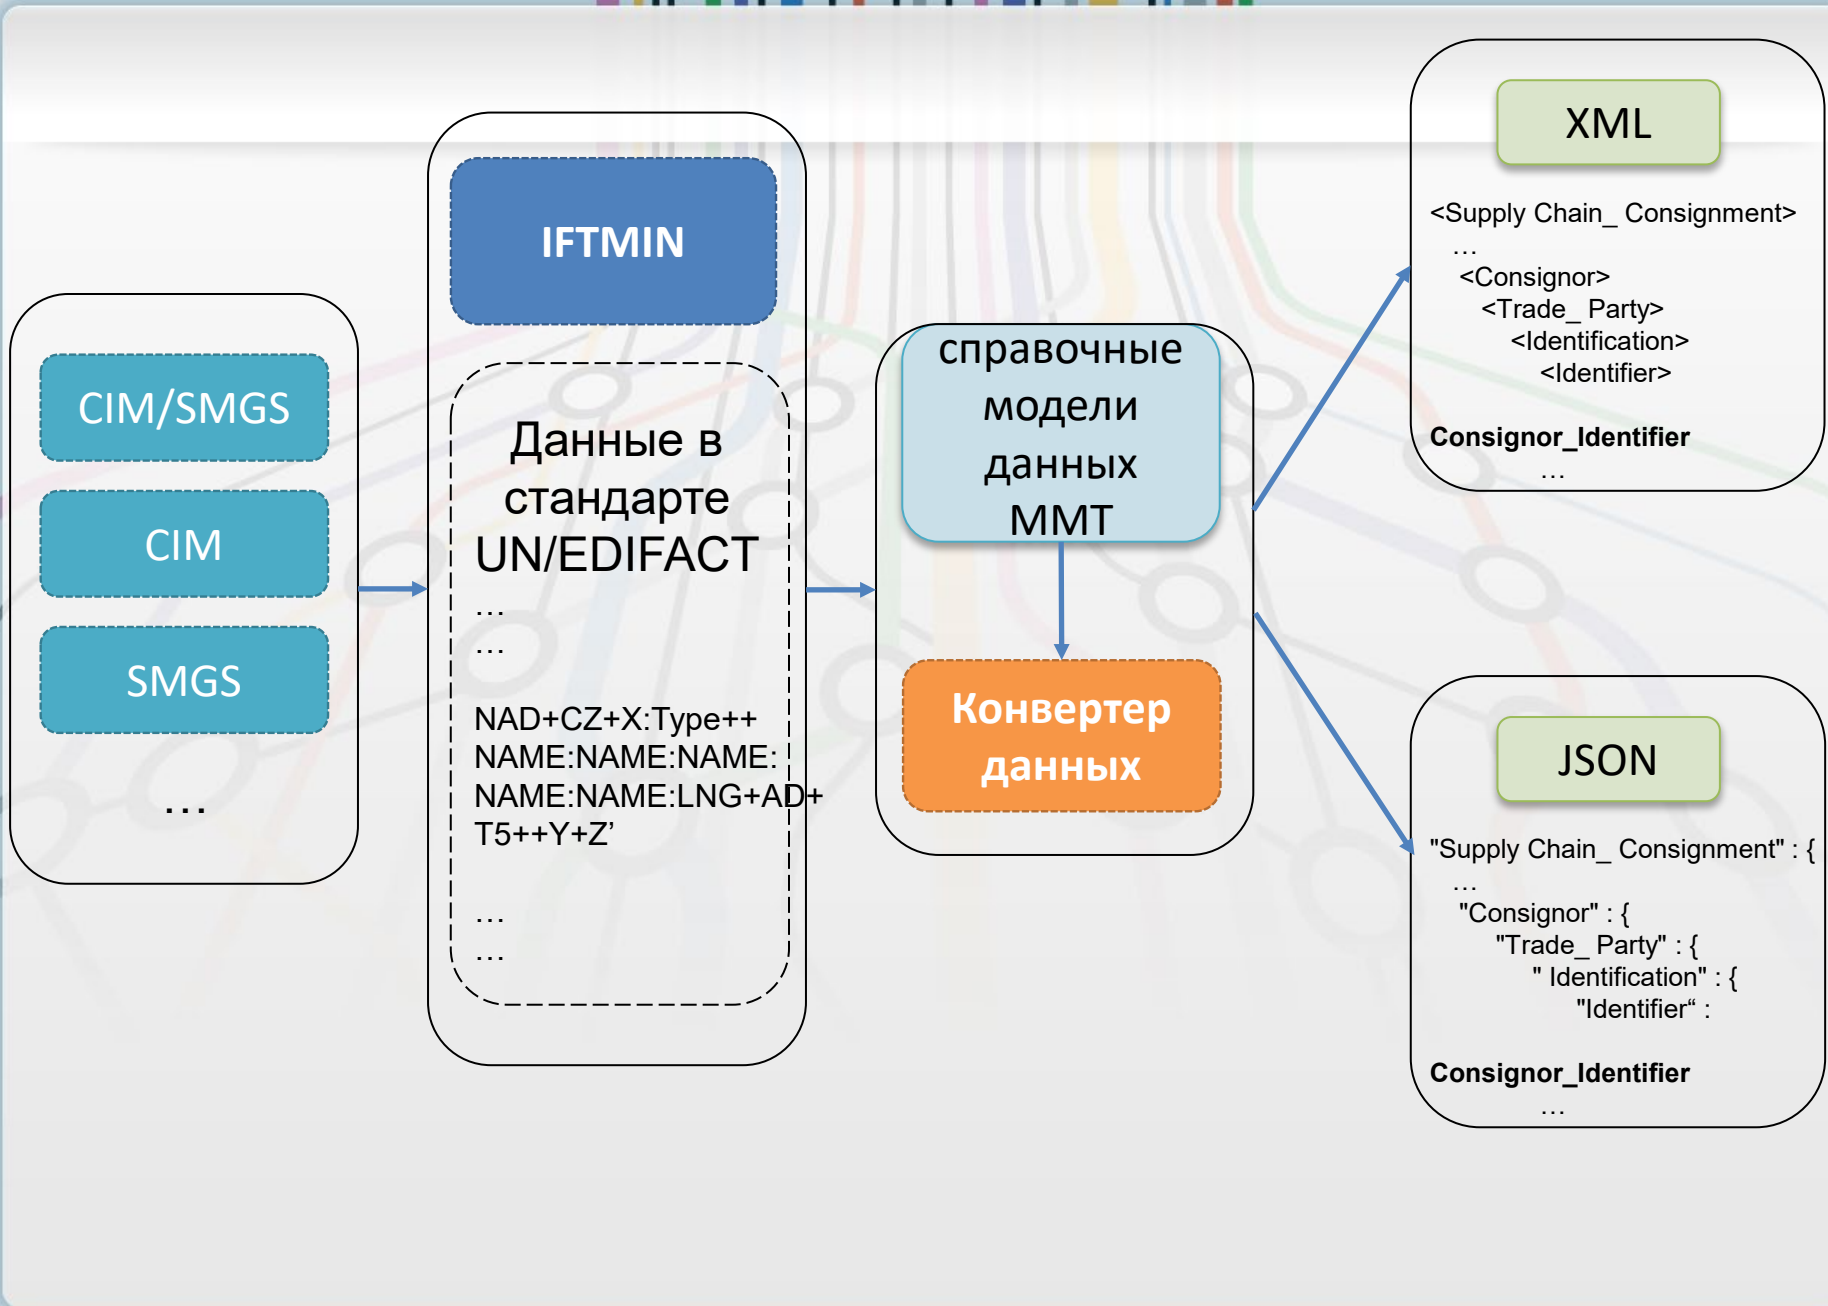 CIM/SMGS
CIM
SMGS
...
IFTMIN
Данные в
стандарте
UN/EDIFACT
...
...
NAD+CZ+X:Type++
NAME:NAME:NAME:
NAME:NAME:LNG+AD+
T5++Y+Z’
...
...
справочные
модели
данных
MMT
Конвертер
данных
XML
<Supply Chain_ Consignment>
...
<Consignor>
<Trade_ Party>
<Identification>
<Identifier>
Consignor_Identifier
...
JSON
"Supply Chain_ Consignment" : {
...
"Consignor" : {
"Trade_ Party" : {
" Identification" : {
"Identifier“ :
Consignor_Identifier
...